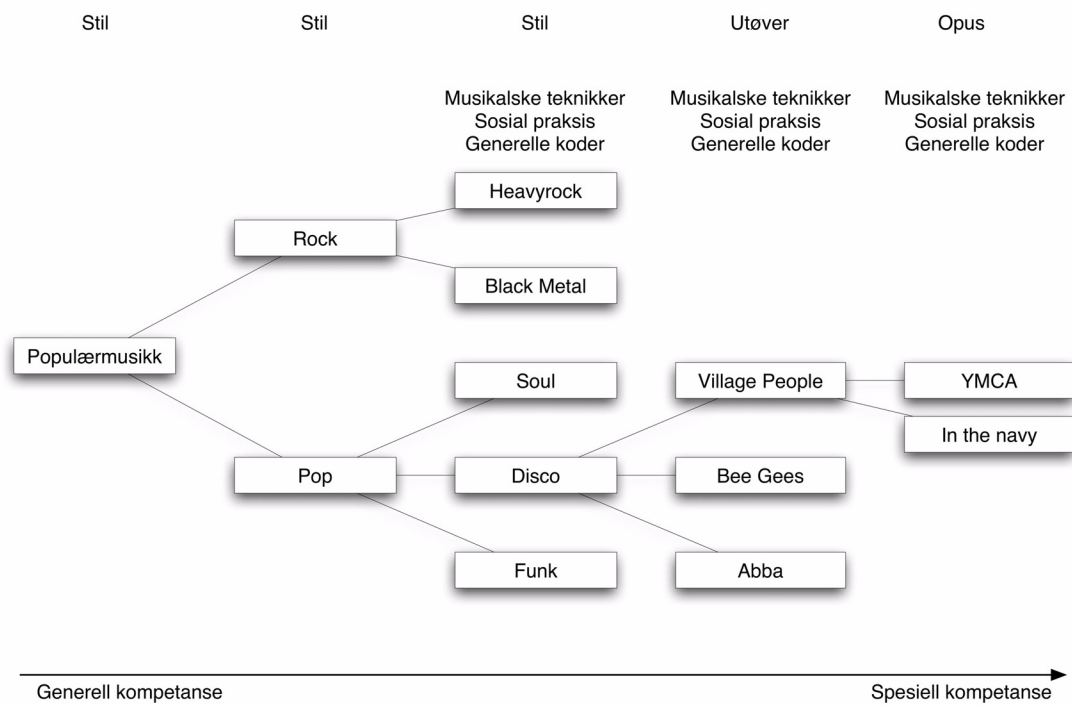 Stil
Stil
Stil
Utøver
Opus
Musikalske teknikker
Sosial praksis
Generelle koder
Musikalske teknikker
Sosial praksis
Generelle koder
Musikalske teknikker
Sosial praksis
Generelle koder
Heavyrock
Rock
Black Metal
Populærmusikk
Soul
Village People
YMCA
In the navy
Pop
Disco
Bee Gees
Funk
Abba
Generell kompetanse
Spesiell kompetanse